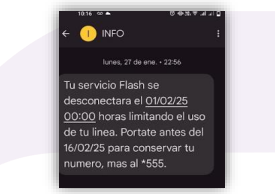 10:16
INFO
lunes, 27 de ene. • 22:56
Tu servicio Flash se
desconectara el 01/02/25
00:00 horas limitando el uso
de tu linea. Portate antes del
16/02/25 para conservar tu
numero, mas al *555.